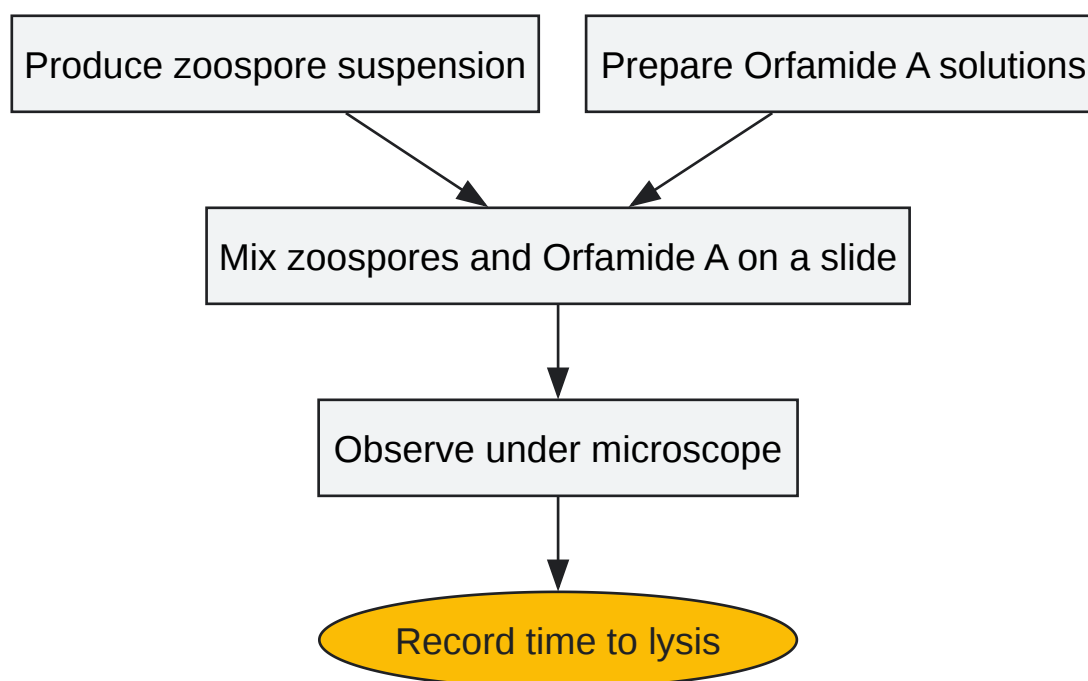 Produce zoospore suspension
Prepare Orfamide A solutions
Mix zoospores and Orfamide A on a slide
Observe under microscope
Record time to lysis